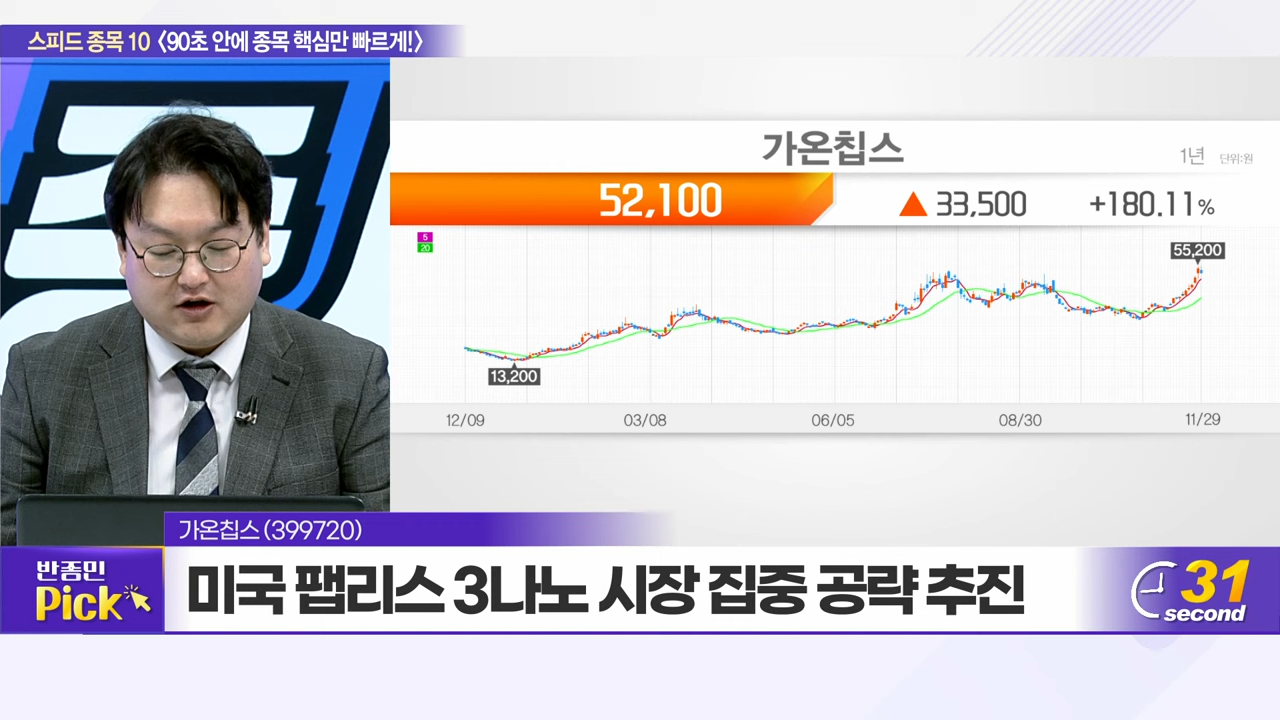 스피드 종목 10 <90초 안에 종목 핵심만 빠르게!>
가온칩스
1년 단위:원
52,100 ▲ 33,500 +180.11%
5
20
55,200
13,200
12/09 03/08 06/05 08/30 11/29
가온칩스 (399720)
반종민
Pick
미국 팹리스 3나노 시장 집중 공략 추진
31
second